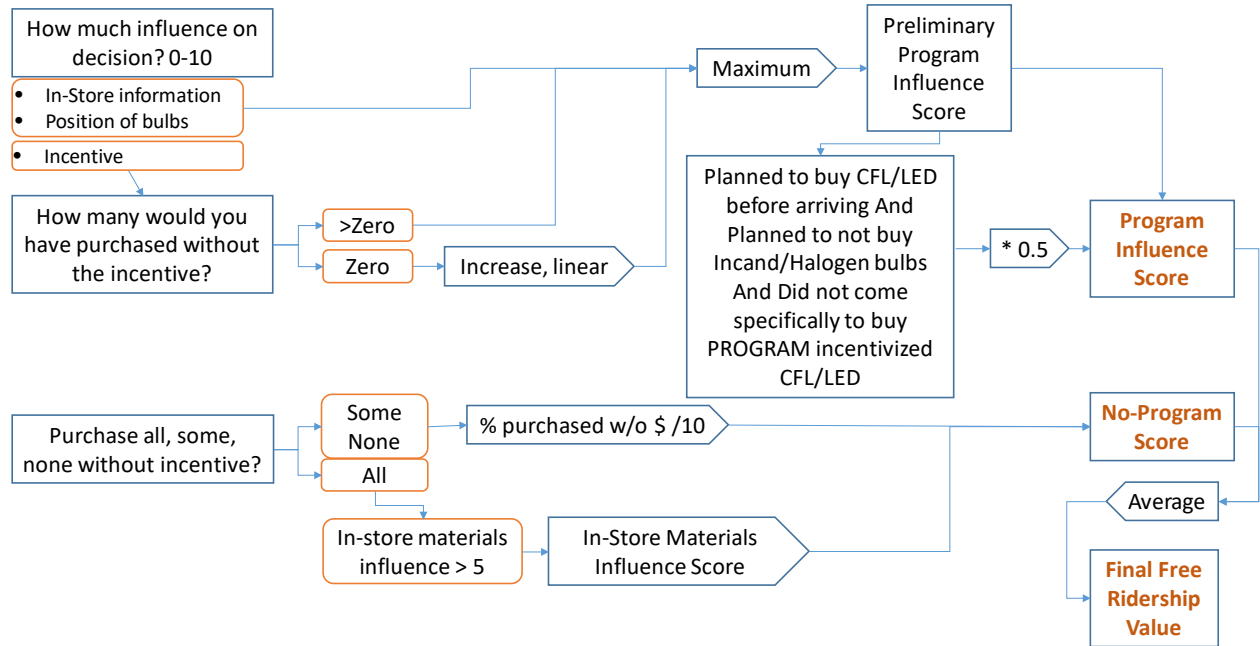 How much influence on
decision? 0-10
• In-Store information
• Position of bulbs
• Incentive
How many would you
have purchased without
the incentive?
>Zero
Zero
Increase, linear
Maximum
Preliminary
Program
Influence
Score
Planned to buy CFL/LED
before arriving And
Planned to not buy
Incand/Halogen bulbs
And Did not come
specifically to buy
PROGRAM incentivized
CFL/LED
* 0.5
Program
Influence
Score
Purchase all, some,
none without incentive?
Some
None
All
% purchased w/o $ /10
In-store materials
influence > 5
In-Store Materials
Influence Score
No-Program
Score
Average
Final Free
Ridership
Value